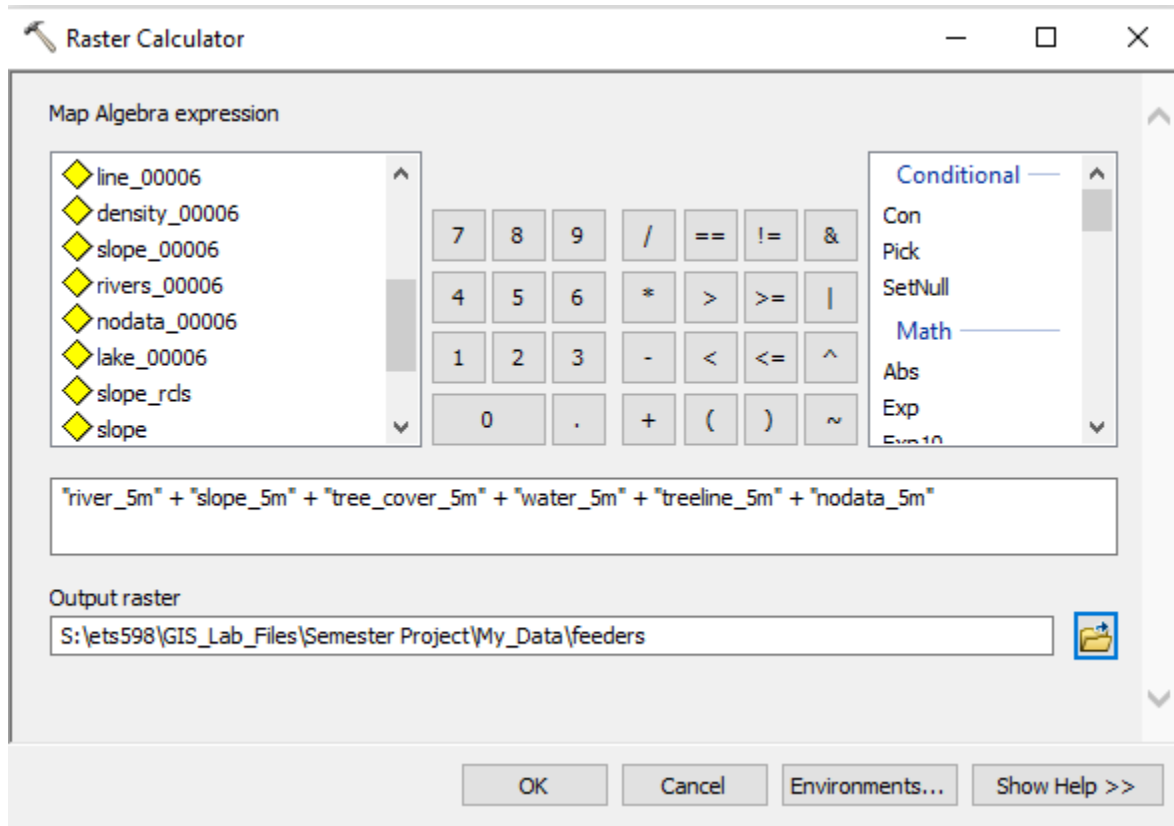 Raster Calculator
Map Algebra expression
line_00006
density_00006
slope_00006
rivers_00006
nodata_00006
lake_00006
slope_rcls
slope
7 8 9 / == != &
4 5 6 * > >= |
1 2 3 - < <= ^
0 . + ( ) ~
Conditional
Con
Pick
SetNull
Math
Abs
Exp
Exp10
"river_5m" + "slope_5m" + "tree_cover_5m" + "water_5m" + "treeline_5m" + "nodata_5m"
Output raster
S:\ets598\GIS_Lab_Files\Semester Project\My_Data\feeders
OK Cancel Environments... Show Help >>